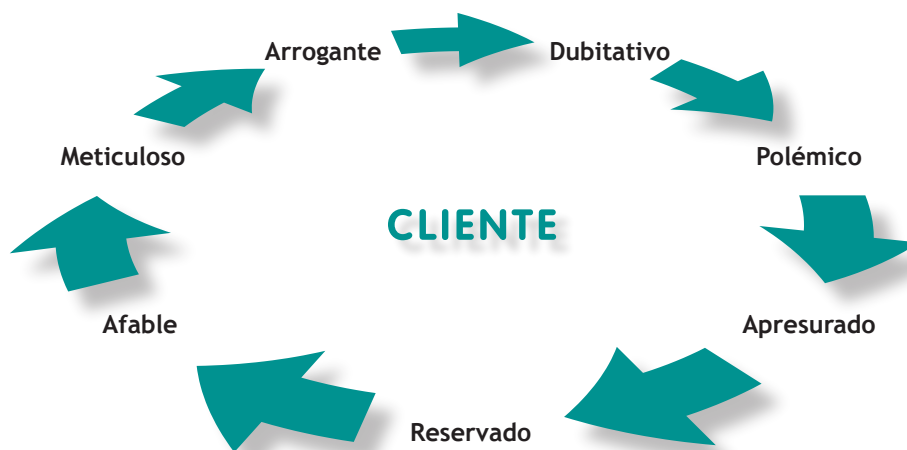 Arrogante
Dubitativo
Meticuloso
Polémico
CLIENTE
Afable
Apresurado
Reservado